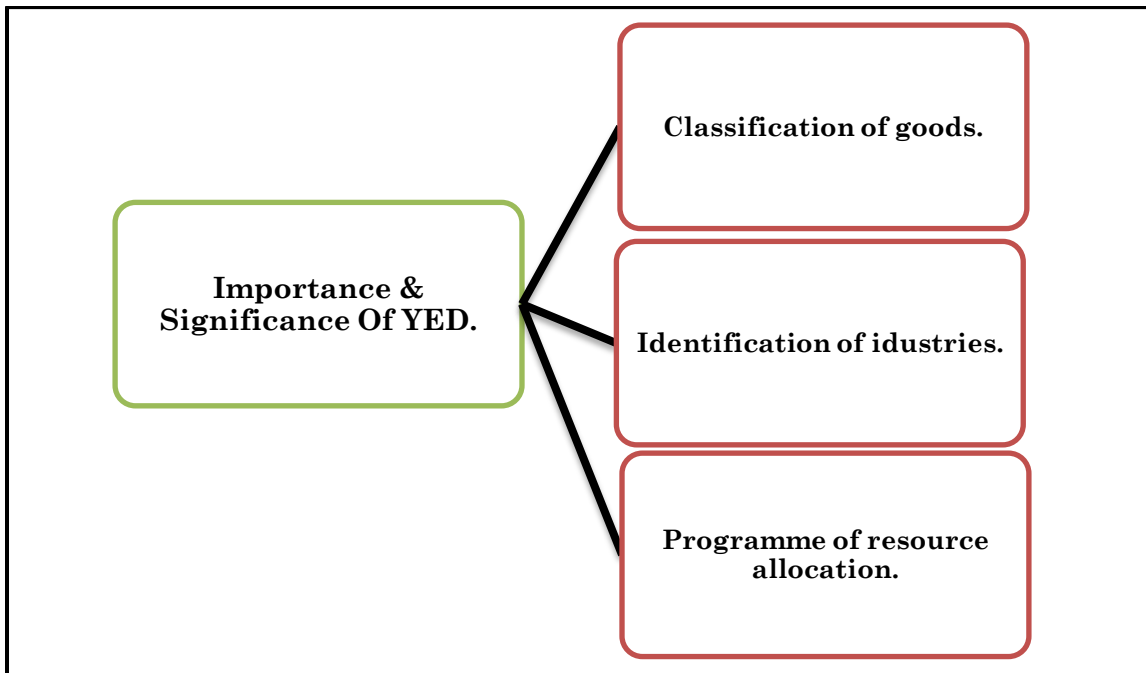 Importance &
Significance Of YED.
Classification of goods.
Identification of idustries.
Programme of resource
allocation.